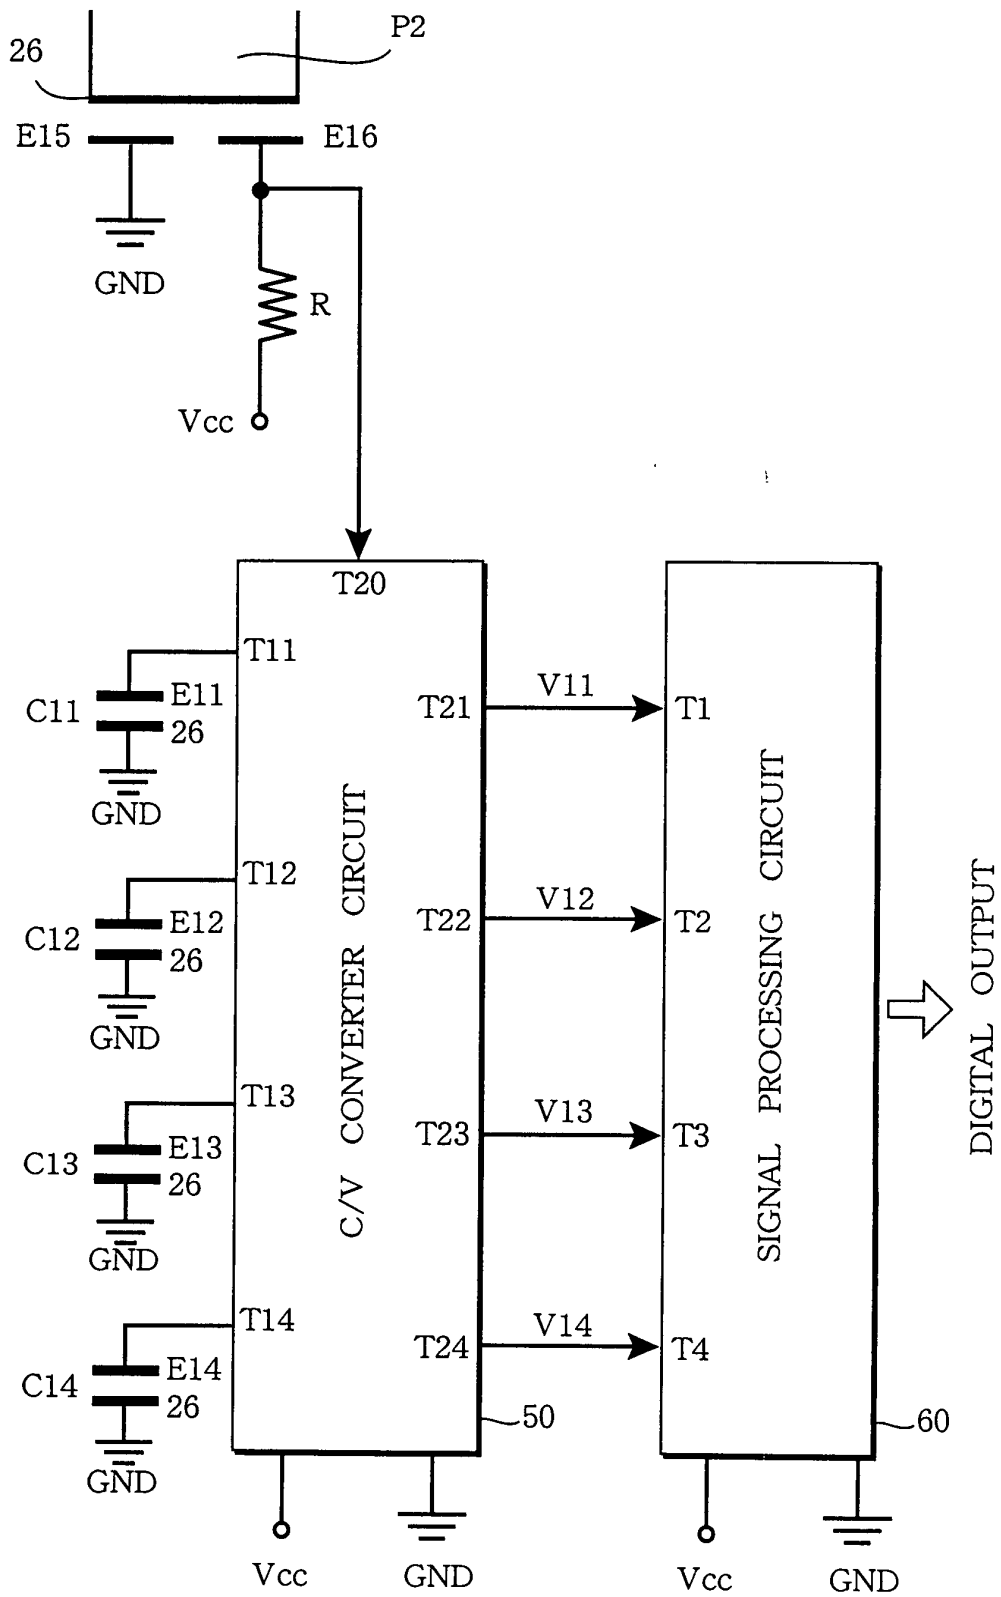 P2
26
E15
E16
GND
R
Vcc
T20
T11
E11
C11
26
GND
T21
V11
T1
T12
E12
C12
26
GND
T22
V12
T2
C/V CONVERTER CIRCUIT
SIGNAL PROCESSING CIRCUIT
DIGITAL OUTPUT
T13
E13
C13
26
GND
T23
V13
T3
T14
E14
C14
26
GND
T24
V14
T4
50
60
Vcc
GND
Vcc
GND